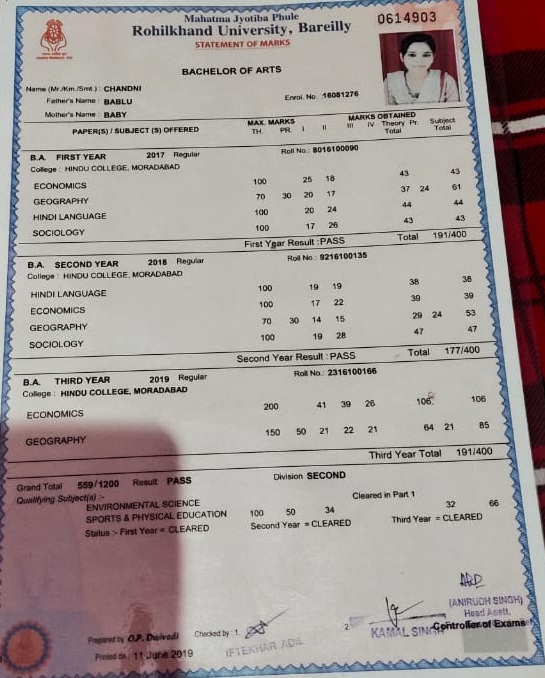 Mahatma Jyotiba Phule
Rohilkhand University, Bareilly
STATEMENT OF MARKS
0614903
BACHELOR OF ARTS
Name (Mr./Km./Smt.) : CHANDNI
Father's Name : BABLU
Enrol. No. 16081276
Mother's Name : BABY
PAPER(S) / SUBJECT (S) OFFERED
MAX. MARKS
TH. PR.
MARKS OBTAINED
I II III IV Theory Pr. Total
Subject Total
B.A. FIRST YEAR 2017 Regular Roll No.: 8016100090
College : HINDU COLLEGE, MORADABAD
ECONOMICS 100 25 18 43 43
GEOGRAPHY 70 30 20 17 37 24 61
HINDI LANGUAGE 100 20 24 44 44
SOCIOLOGY 100 17 26 43 43
First Year Result : PASS Total 191/400
B.A. SECOND YEAR 2018 Regular Roll No.: 9216100135
College : HINDU COLLEGE, MORADABAD
HINDI LANGUAGE 100 19 19 38 38
ECONOMICS 100 17 22 39 39
GEOGRAPHY 70 30 14 15 29 24 53
SOCIOLOGY 100 19 28 47 47
Second Year Result : PASS Total 177/400
B.A. THIRD YEAR 2019 Regular Roll No.: 2316100166
College : HINDU COLLEGE, MORADABAD
ECONOMICS 200 41 39 26 106 106
GEOGRAPHY 150 50 21 22 21 64 21 85
Third Year Total 191/400
Grand Total 559/1200 Result PASS Division SECOND
Qualifying Subject(s) :- Cleared in Part 1
ENVIRONMENTAL SCIENCE
SPORTS & PHYSICAL EDUCATION 100 50 34 32 66
Status :- First Year = CLEARED Second Year = CLEARED Third Year = CLEARED
ARD
(ANIRUDH SINGH)
Head Asstt.
Prepared by O.P. Dwivedi Checked by : 1. 2. KAMAL SINGH Controller of Exams
IFTEKHAR ADIL
Printed on : 11 June 2019